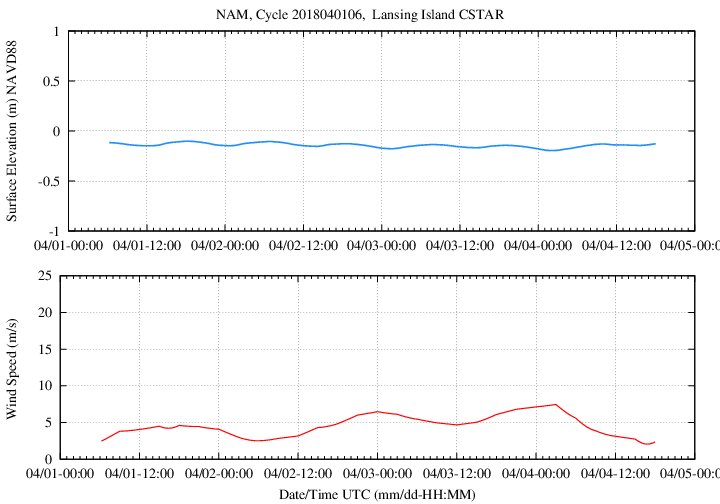 NAM, Cycle 2018040106, Lansing Island CSTAR
Surface Elevation (m) NAVD88
1
0.5
0
-0.5
-1
04/01-00:00 04/01-12:00 04/02-00:00 04/02-12:00 04/03-00:00 04/03-12:00 04/04-00:00 04/04-12:00 04/05-0
Wind Speed (m/s)
25
20
15
10
5
0
04/01-00:00 04/01-12:00 04/02-00:00 04/02-12:00 04/03-00:00 04/03-12:00 04/04-00:00 04/04-12:00 04/05-0
Date/Time UTC (mm/dd-HH:MM)